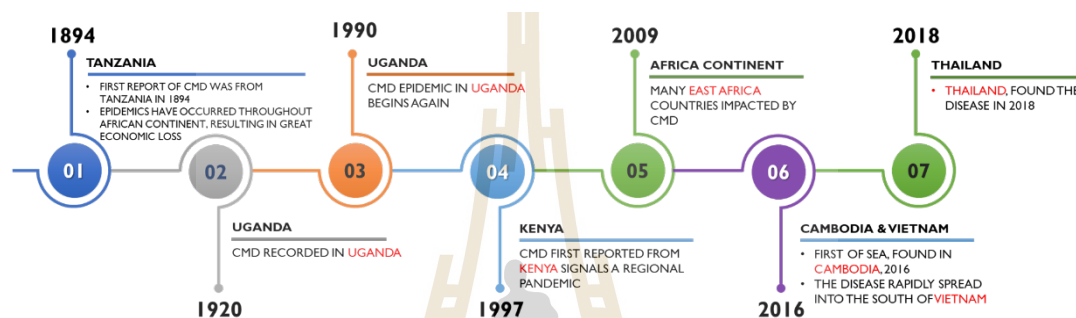 1894
TANZANIA
• FIRST REPORT OF CMD WAS FROM
TANZANIA IN 1894
• EPIDEMICS HAVE OCCURRED THROUGHOUT
AFRICAN CONTINENT, RESULTING IN GREAT
ECONOMIC LOSS
01
02
UGANDA
CMD RECORDED IN UGANDA
1920
1990
UGANDA
CMD EPIDEMIC IN UGANDA
BEGINS AGAIN
03
04
KENYA
CMD FIRST REPORTED FROM
KENYA SIGNALS A REGIONAL
PANDEMIC
1997
2009
AFRICA CONTINENT
MANY EAST AFRICA
COUNTRIES IMPACTED BY
CMD
05
06
CAMBODIA & VIETNAM
• FIRST OF SEA, FOUND IN
CAMBODIA, 2016
• THE DISEASE RAPIDLY SPREAD
INTO THE SOUTH OF VIETNAM
2016
2018
THAILAND
• THAILAND, FOUND THE
DISEASE IN 2018
07